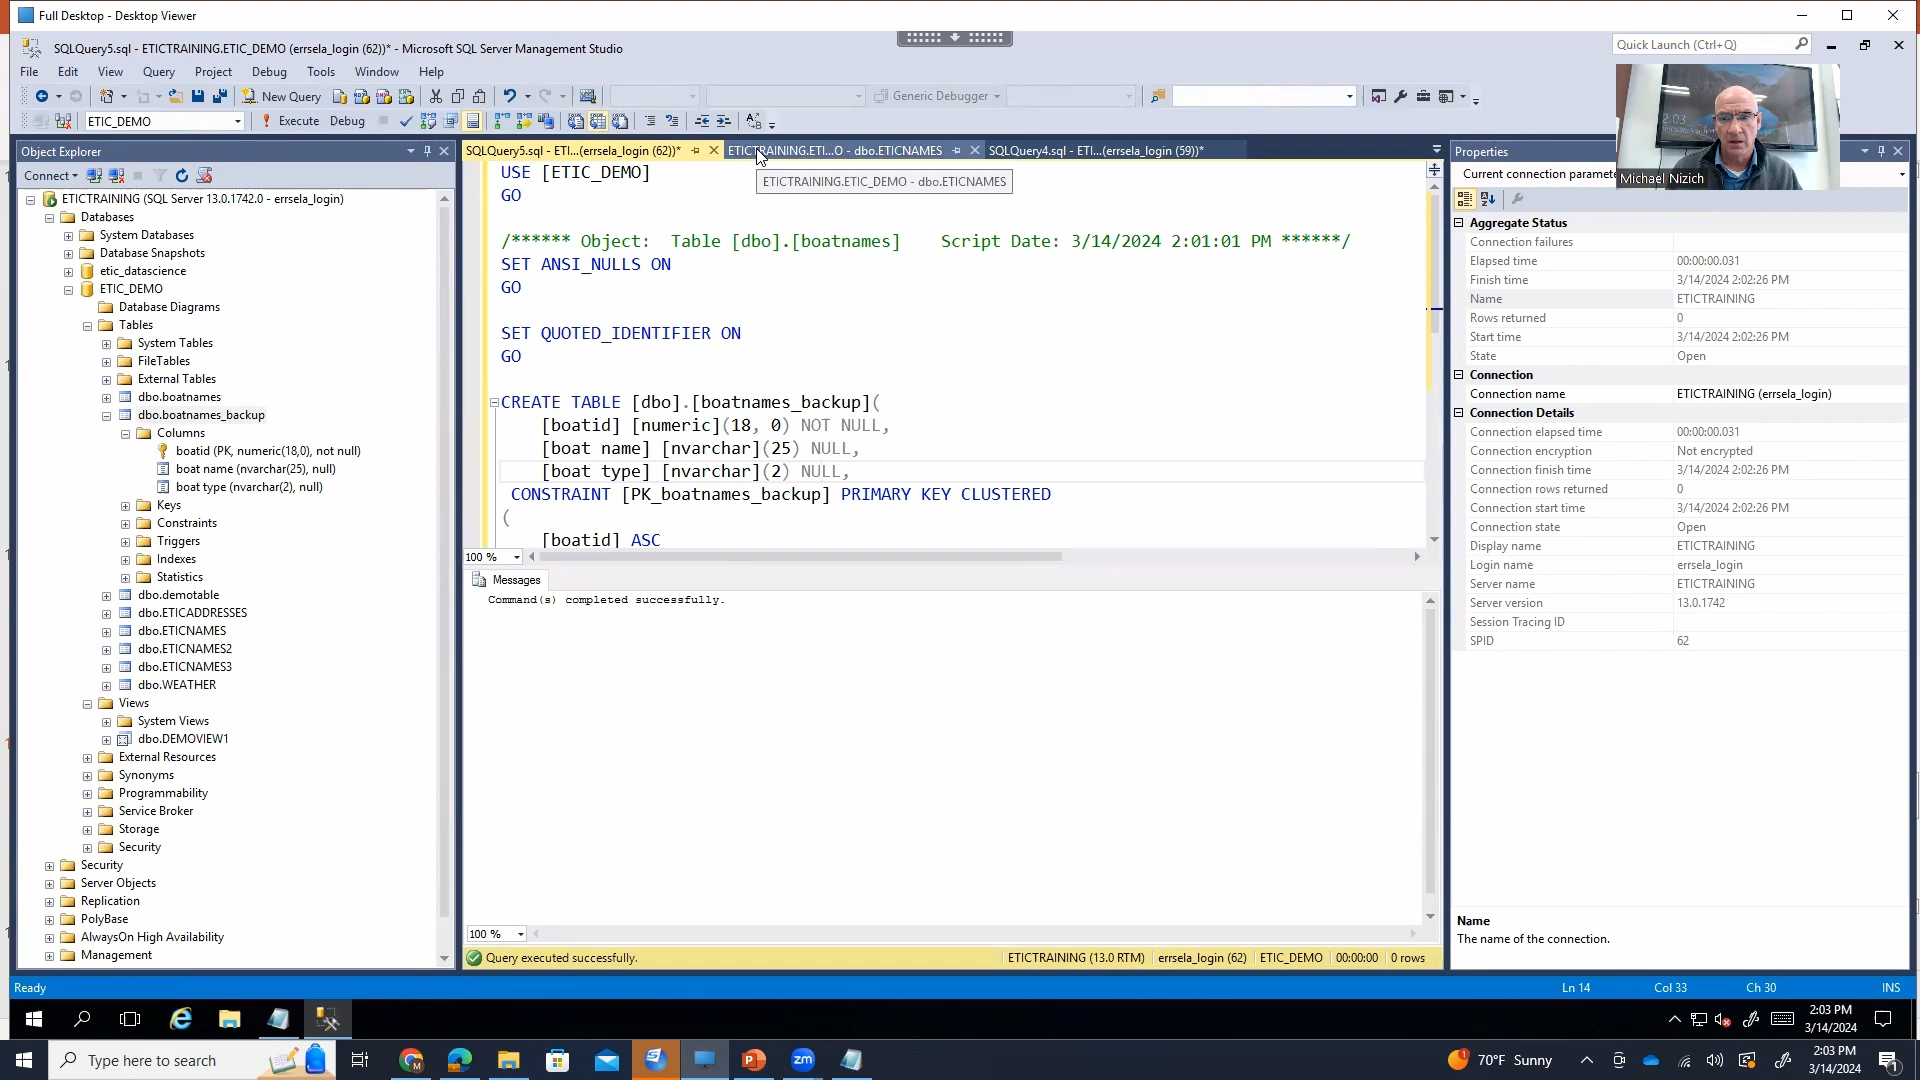 Full Desktop - Desktop Viewer
SQLQuery5.sql - ETICTRAINING.ETIC_DEMO (errsela_login (62))* - Microsoft SQL Server Management Studio
Quick Launch (Ctrl+Q)
File Edit View Query Project Debug Tools Window Help
New Query
Generic Debugger
ETIC_DEMO
Execute Debug
Michael Nizich
Object Explorer
Connect
ETICTRAINING (SQL Server 13.0.1742.0 - errsela_login)
Databases
System Databases
Database Snapshots
etic_datascience
ETIC_DEMO
Database Diagrams
Tables
System Tables
FileTables
External Tables
dbo.boatnames
dbo.boatnames_backup
Columns
boatid (PK, numeric(18,0), not null)
boat name (nvarchar(25), null)
boat type (nvarchar(2), null)
Keys
Constraints
Triggers
Indexes
Statistics
dbo.demotable
dbo.ETICADDRESSES
dbo.ETICNAMES
dbo.ETICNAMES2
dbo.ETICNAMES3
dbo.WEATHER
Views
System Views
dbo.DEMOVIEW1
External Resources
Synonyms
Programmability
Service Broker
Storage
Security
Security
Server Objects
Replication
PolyBase
AlwaysOn High Availability
Management
SQLQuery5.sql - ETI...(errsela_login (62))* ETICTRAINING.ETI...O - dbo.ETICNAMES SQLQuery4.sql - ETI...(errsela_login (59))*
ETICTRAINING.ETIC_DEMO - dbo.ETICNAMES
USE [ETIC_DEMO]
GO
/****** Object:  Table [dbo].[boatnames]    Script Date: 3/14/2024 2:01:01 PM ******/
SET ANSI_NULLS ON
GO
SET QUOTED_IDENTIFIER ON
GO
CREATE TABLE [dbo].[boatnames_backup](
[boatid] [numeric](18, 0) NOT NULL,
[boat name] [nvarchar](25) NULL,
[boat type] [nvarchar](2) NULL,
CONSTRAINT [PK_boatnames_backup] PRIMARY KEY CLUSTERED
(
[boatid] ASC
100 %
Messages
Command(s) completed successfully.
100 %
Query executed successfully. ETICTRAINING (13.0 RTM) errsela_login (62) ETIC_DEMO 00:00:00 0 rows
Properties
Current connection paramete
Aggregate Status
Connection failures
Elapsed time 00:00:00.031
Finish time 3/14/2024 2:02:26 PM
Name ETICTRAINING
Rows returned 0
Start time 3/14/2024 2:02:26 PM
State Open
Connection
Connection name ETICTRAINING (errsela_login)
Connection Details
Connection elapsed time 00:00:00.031
Connection encryption Not encrypted
Connection finish time 3/14/2024 2:02:26 PM
Connection rows returned 0
Connection start time 3/14/2024 2:02:26 PM
Connection state Open
Display name ETICTRAINING
Login name errsela_login
Server name ETICTRAINING
Server version 13.0.1742
Session Tracing ID
SPID 62
Name
The name of the connection.
Ready Ln 14 Col 33 Ch 30 INS
2:03 PM
3/14/2024
Type here to search
70°F Sunny
2:03 PM
3/14/2024